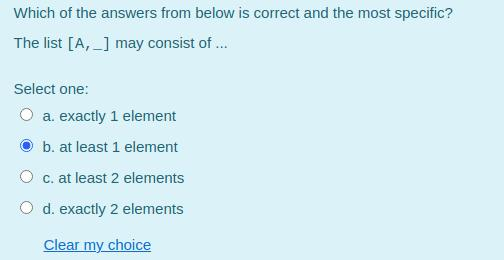 Which of the answers from below is correct and the most specific?
The list [A,_] may consist of ...
Select one:
a. exactly 1 element
b. at least 1 element
c. at least 2 elements
d. exactly 2 elements
Clear my choice